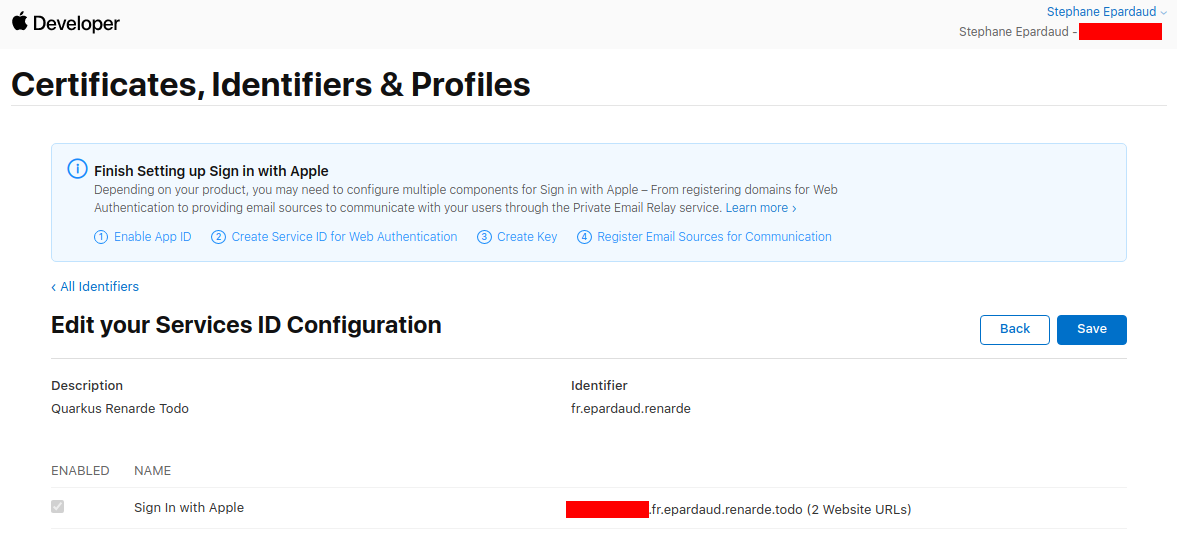 Developer
Stephane Epardaud
Stephane Epardaud -
Certificates, Identifiers & Profiles
Finish Setting up Sign in with Apple
Depending on your product, you may need to configure multiple components for Sign in with Apple – From registering domains for Web
Authentication to providing email sources to communicate with your users through the Private Email Relay service. Learn more ›
1 Enable App ID 2 Create Service ID for Web Authentication 3 Create Key 4 Register Email Sources for Communication
‹ All Identifiers
Edit your Services ID Configuration
Back Save
Description Identifier
Quarkus Renarde Todo fr.epardaud.renarde
ENABLED NAME
Sign In with Apple .fr.epardaud.renarde.todo (2 Website URLs)